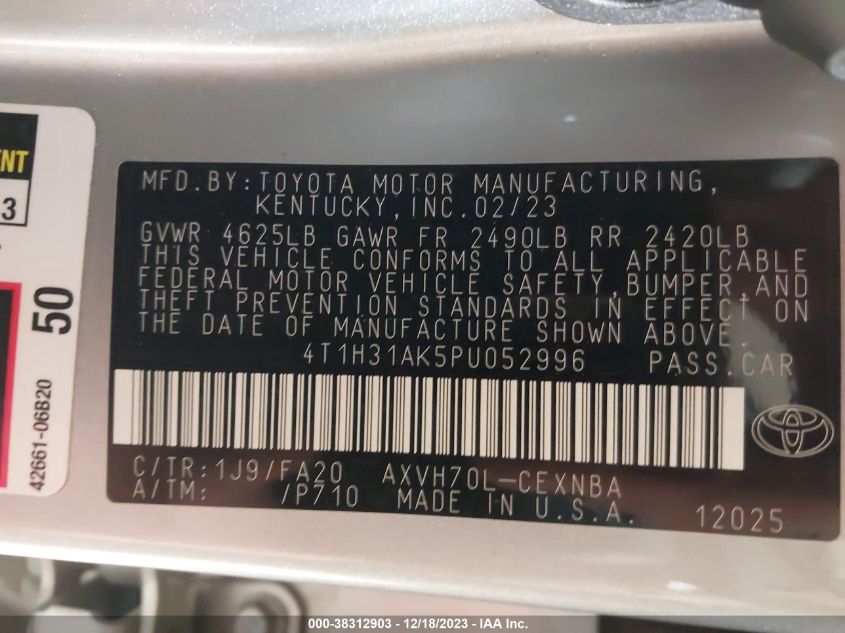 ENT
3
50
42661-06B20
MFD.BY:TOYOTA MOTOR MANUFACTURING,
KENTUCKY,INC.02/23
GVWR 4625LB GAWR FR 2490LB RR 2420LB
THIS VEHICLE CONFORMS TO ALL APPLICABLE
FEDERAL MOTOR VEHICLE SAFETY,BUMPER,AND
THEFT PREVENTION STANDARDS IN EFFECT ON
THE DATE OF MANUFACTURE SHOWN ABOVE.
4T1H31AK5PU052996 PASS.CAR
C/TR:1J9/FA20 AXVH70L-CEXNBA
A/TM: /P710 MADE IN U.S.A. 12025
000-38312903 - 12/18/2023 - IAA Inc.